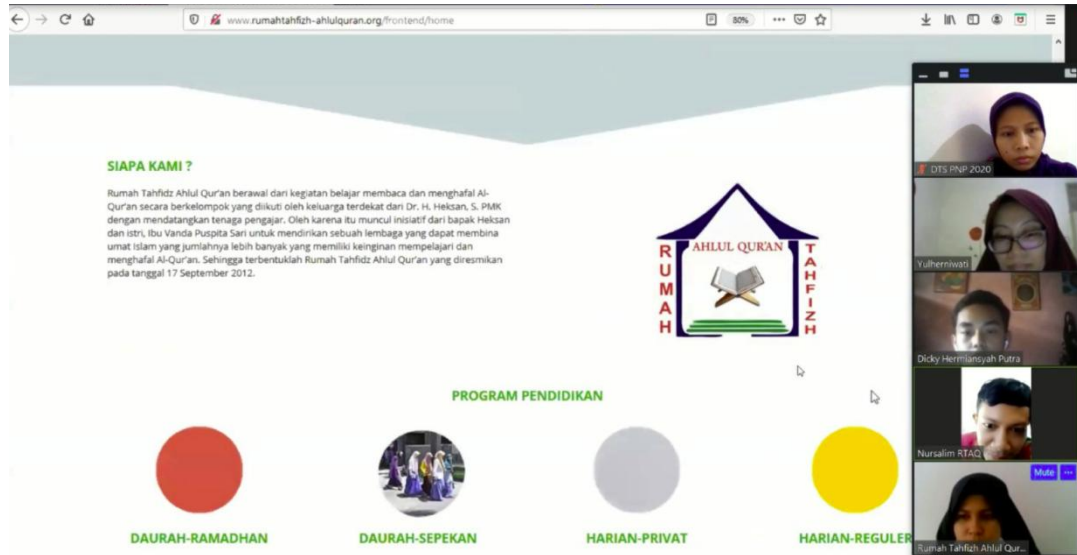 www.rumahtahfizh-ahlulquran.org/frontend/home
80%
SIAPA KAMI ?
Rumah Tahfidz Ahlul Qur'an berawal dari kegiatan belajar membaca dan menghafal Al-
Qur'an secara berkelompok yang diikuti oleh keluarga terdekat dari Dr. H. Heksan, S. PMK
dengan mendatangkan tenaga pengajar. Oleh karena itu muncul inisiatif dari bapak Heksan
dan istri, Ibu Vanda Puspita Sari untuk mendirikan sebuah lembaga yang dapat membina
umat Islam yang jumlahnya lebih banyak yang memiliki keinginan mempelajari dan
menghafal Al-Qur'an. Sehingga terbentuklah Rumah Tahfidz Ahlul Qur'an yang diresmikan
pada tanggal 17 September 2012.
RUMAH
AHLUL QUR'AN
TAHFIZH
PROGRAM PENDIDIKAN
DAURAH-RAMADHAN
DAURAH-SEPEKAN
HARIAN-PRIVAT
HARIAN-REGULER
DTS PNP 2020
Yulherniwati
Dicky Hermiansyah Putra
Nursalim RTAQ
Mute
Rumah Tahfizh Ahlul Qur...